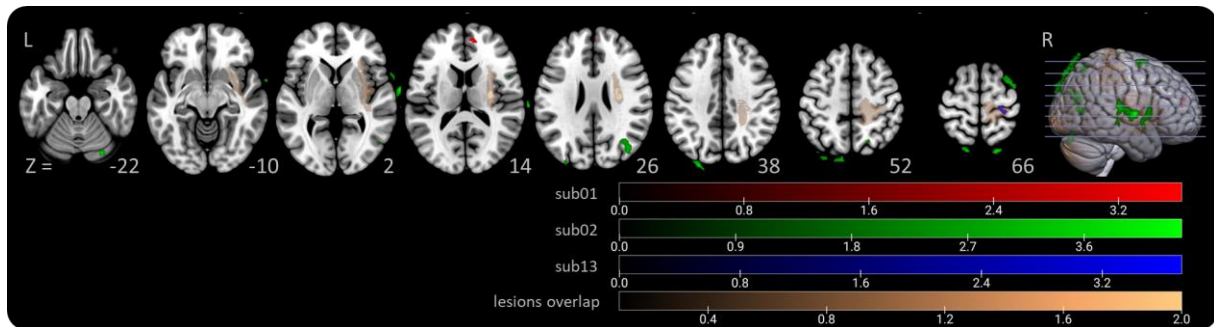 L
R
Z = -22 -10 2 14 26 38 52 66
sub01
0.0 0.8 1.6 2.4 3.2
sub02
0.0 0.9 1.8 2.7 3.6
sub13
0.0 0.8 1.6 2.4 3.2
lesions overlap
0.4 0.8 1.2 1.6 2.0